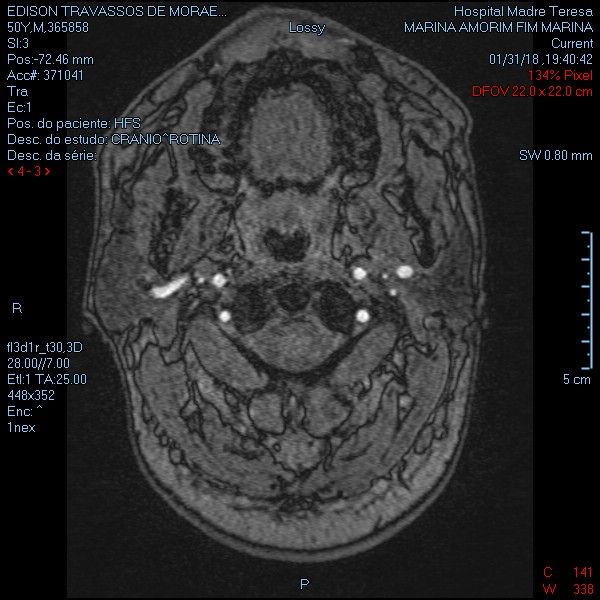 EDISON TRAVASSOS DE MORAE...
50Y,M,365858
Sl:3
Pos:-72.46 mm
Acc#: 371041
Tra
Ec:1
Pos. do paciente: HFS
Desc. do estudo: CRANIO^ROTINA
Desc. da série:
< 4 - 3 >
Lossy
Hospital Madre Teresa
MARINA AMORIM FIM MARINA
Current
01/31/18 ,19:40:42
134% Pixel
DFOV 22.0 x 22.0 cm
SW 0.80 mm
R
5 cm
fl3d1r_t30,3D
28.00//7.00
Etl:1 TA:25.00
448x352
Enc: ^
1nex
P
C 141
W 338